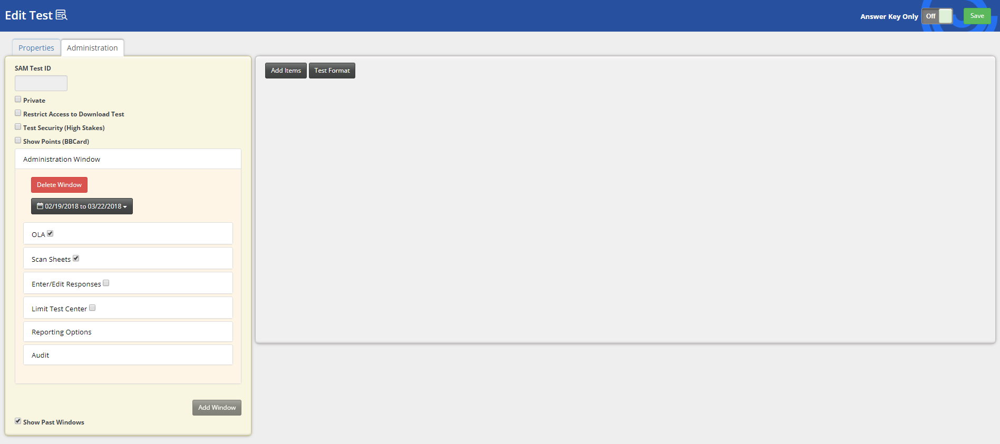 Edit Test
Answer Key Only Off Save
Properties Administration
SAM Test ID
Private
Restrict Access to Download Test
Test Security (High Stakes)
Show Points (BBCard)
Administration Window
Delete Window
02/19/2018 to 03/22/2018
OLA
Scan Sheets
Enter/Edit Responses
Limit Test Center
Reporting Options
Audit
Add Window
Show Past Windows
Add Items Test Format